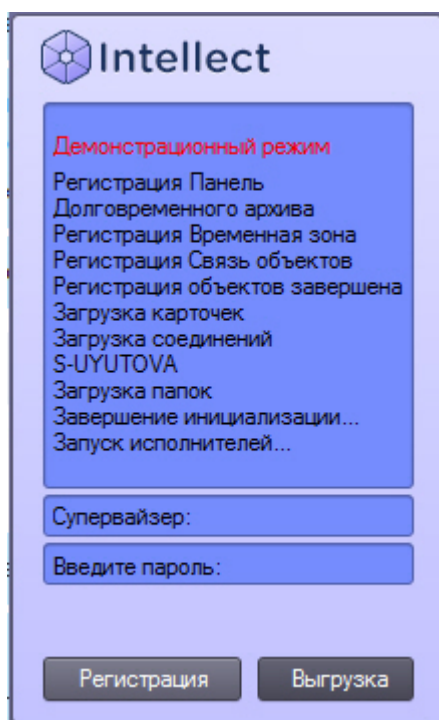 Intellect
Демонстрационный режим
Регистрация Панель
Долговременного архива
Регистрация Временная зона
Регистрация Связь объектов
Регистрация объектов завершена
Загрузка карточек
Загрузка соединений
S-UYUTOVA
Загрузка папок
Завершение инициализации...
Запуск исполнителей...
Супервайзер:
Введите пароль:
Регистрация Выгрузка